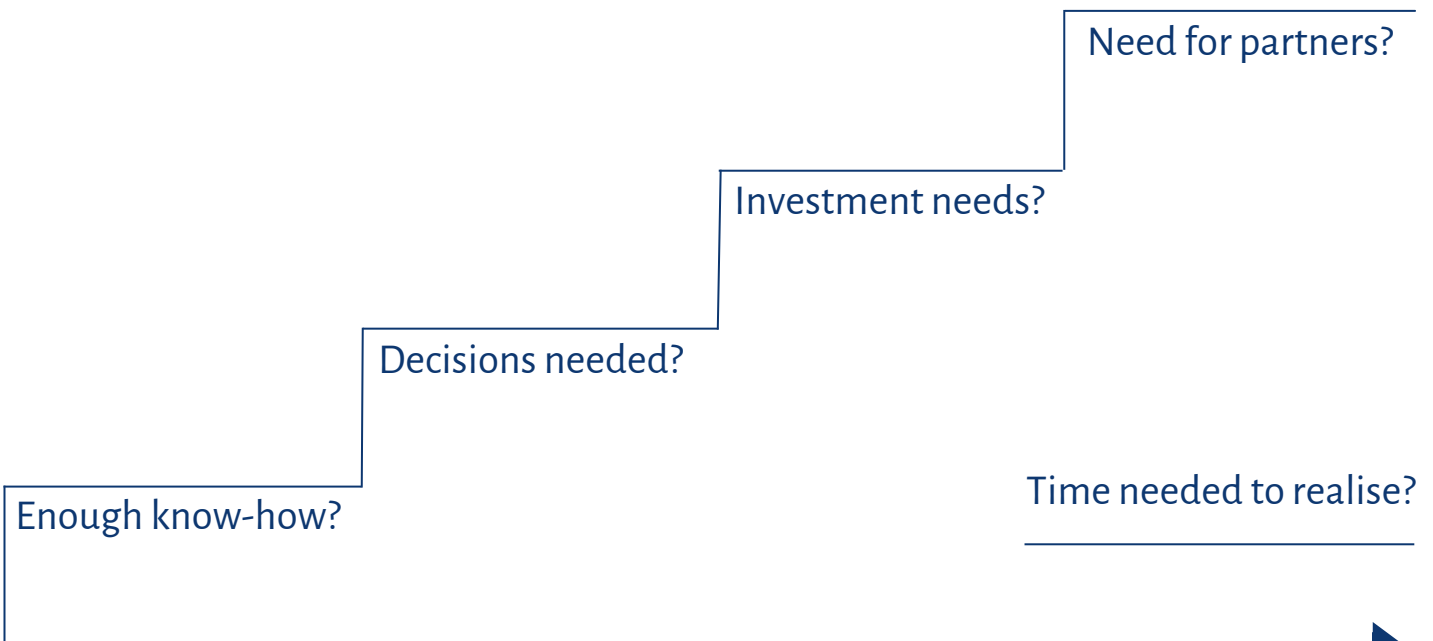 Need for partners?
Investment needs?
Decisions needed?
Time needed to realise?
Enough know-how?